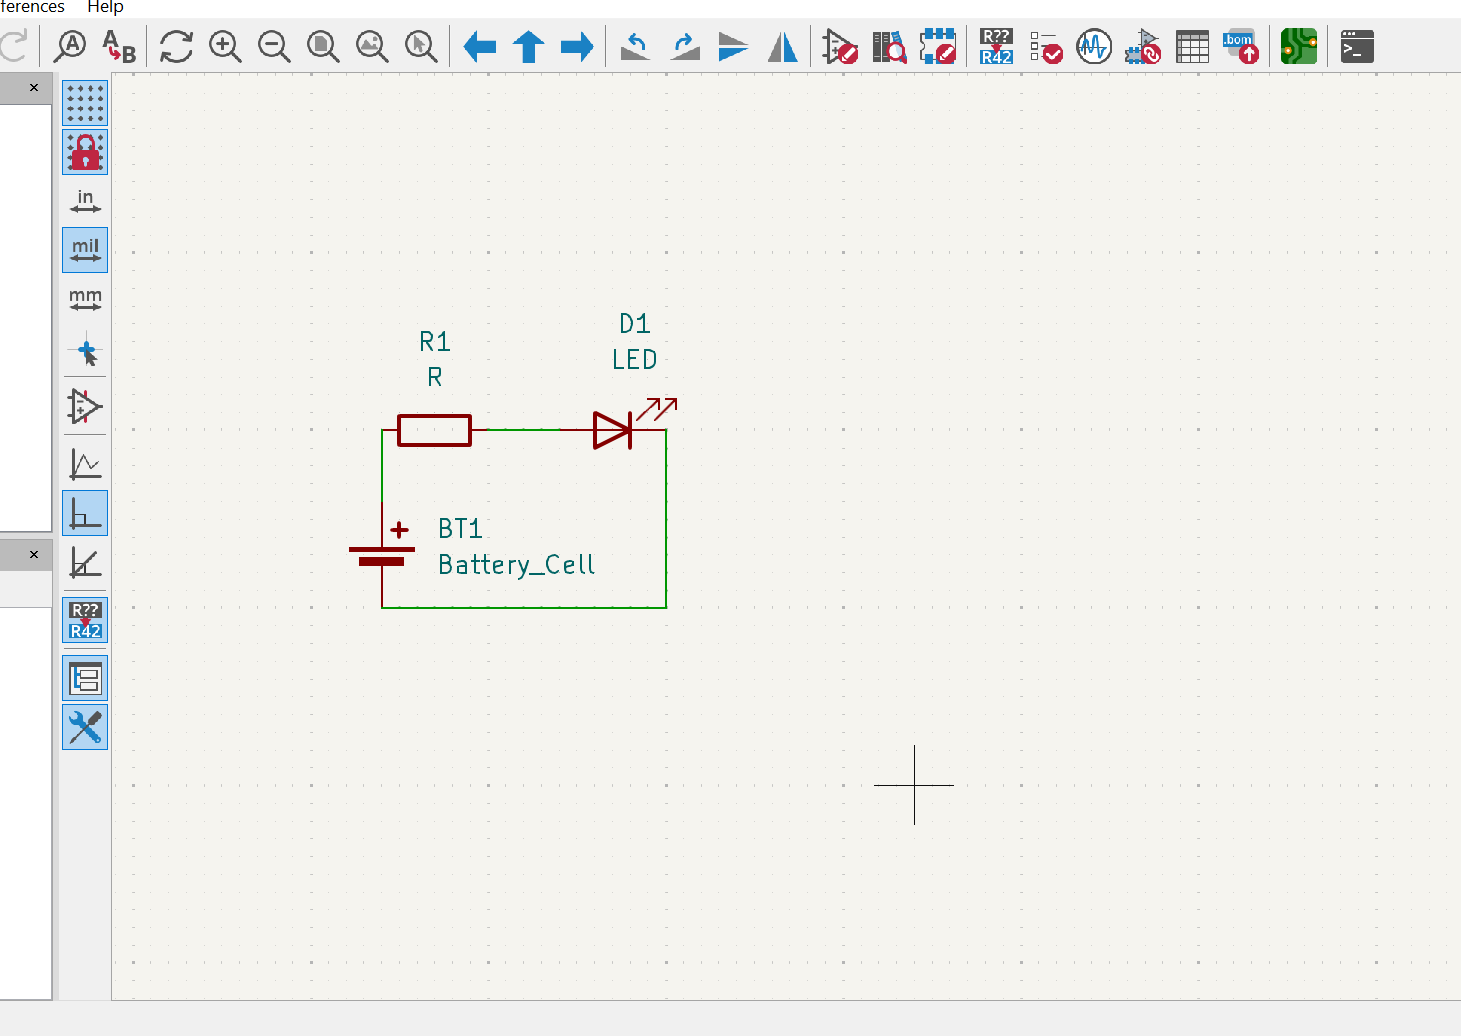 ferences Help
A A B
R??
R42
.bom
>_
in
mil
mm
R??
R42
D1
LED
R1
R
BT1
Battery_Cell